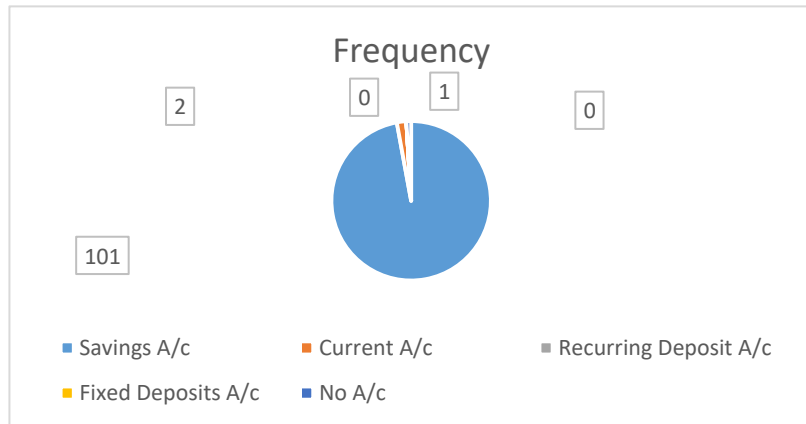 Frequency
2
0
1
0
101
Savings A/c
Current A/c
Recurring Deposit A/c
Fixed Deposits A/c
No A/c